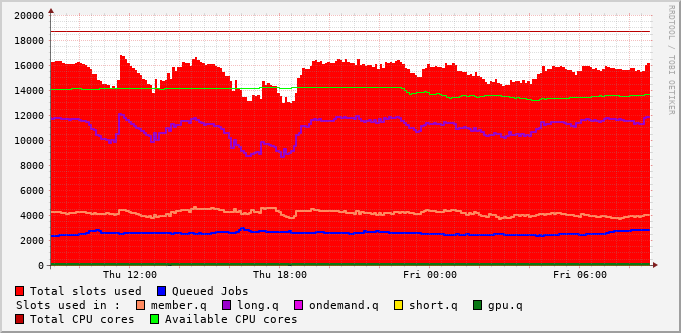 20000
18000
16000
14000
12000
10000
8000
6000
4000
2000
0
Thu 12:00 Thu 18:00 Fri 00:00 Fri 06:00
Total slots used Queued Jobs
Slots used in : member.q long.q ondemand.q short.q gpu.q
Total CPU cores Available CPU cores
RRDTOOL / TOBI OETIKER